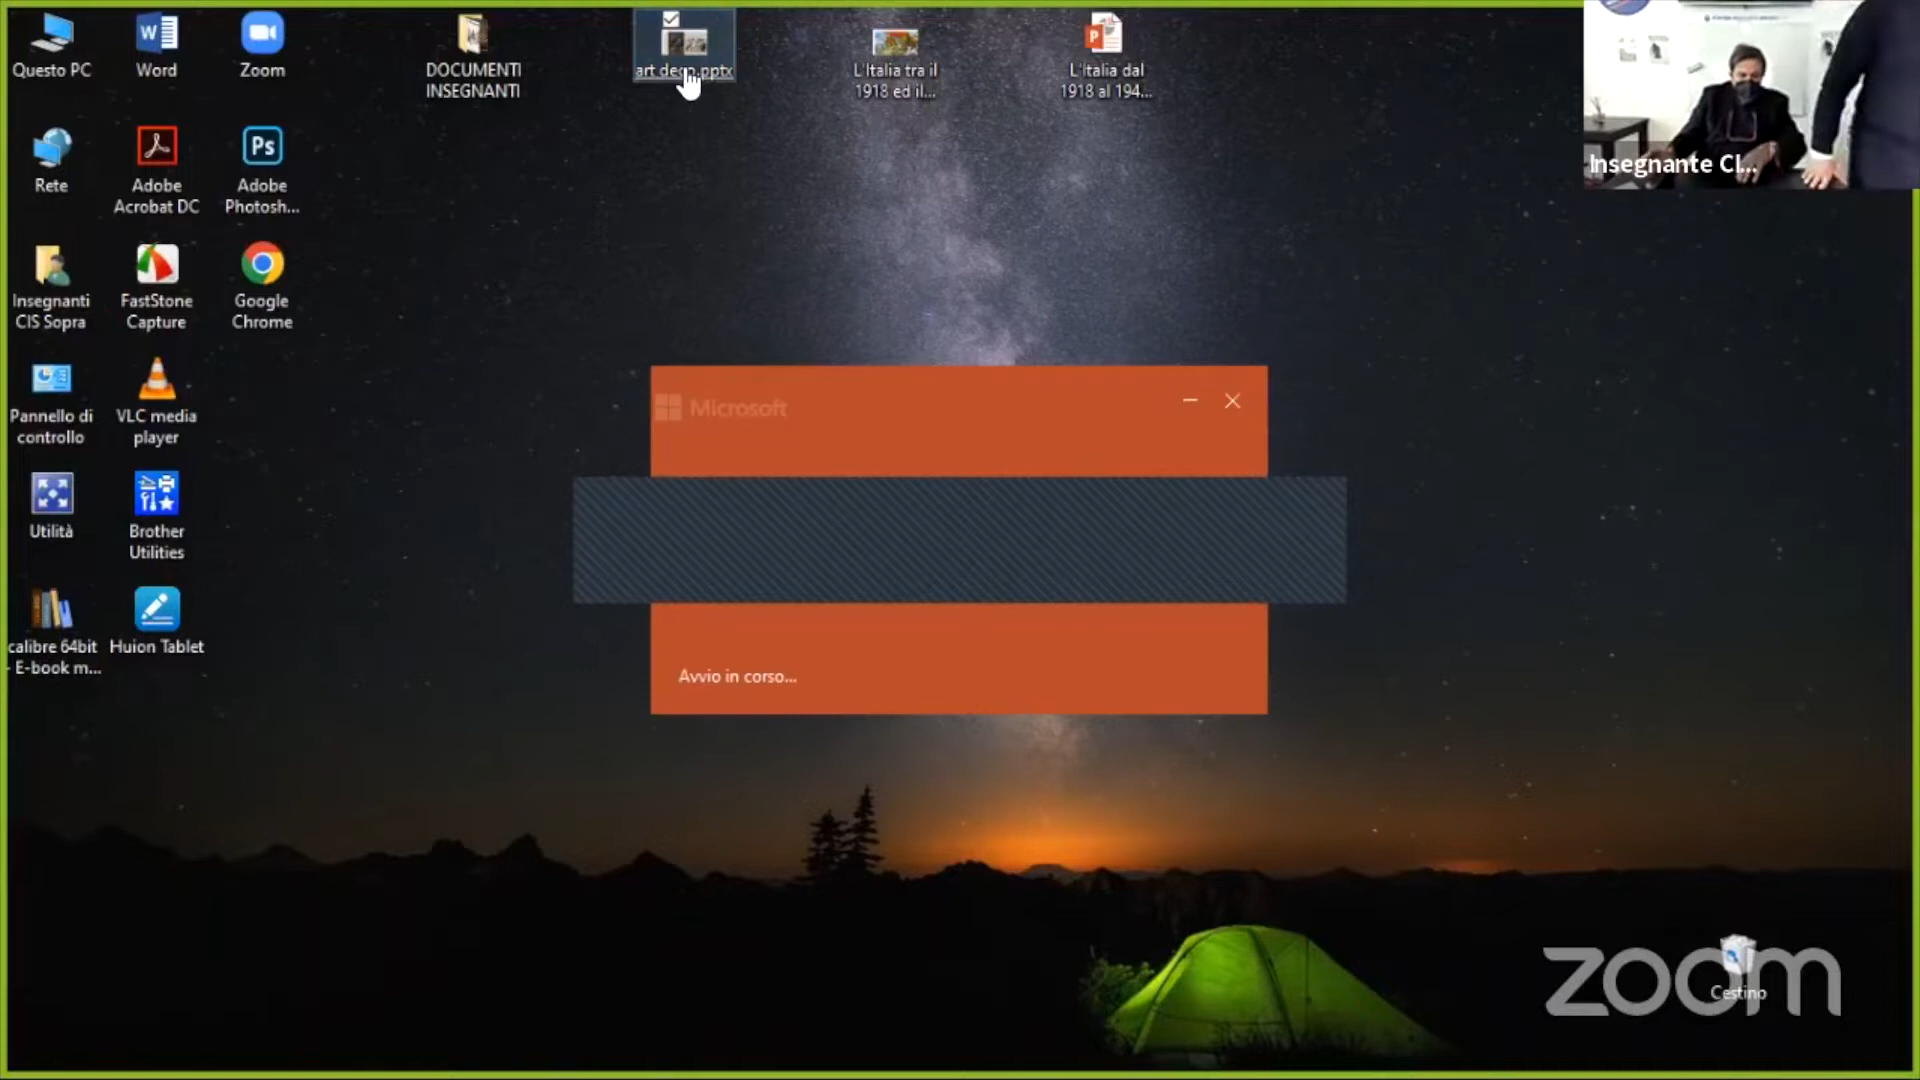 Questo PC
Word
Zoom
DOCUMENTI
INSEGNANTI
art deco.pptx
L'Italia tra il
1918 ed il...
L'Italia dal
1918 al 194...
Insegnante CI...
Rete
Adobe
Acrobat DC
Ps
Adobe
Photosh...
Insegnanti
CIS Sopra
FastStone
Capture
Google
Chrome
Microsoft
Pannello di
controllo
VLC media
player
Utilità
Brother
Utilities
calibre 64bit
- E-book m...
Huion Tablet
Avvio in corso...
zoom
Cestino